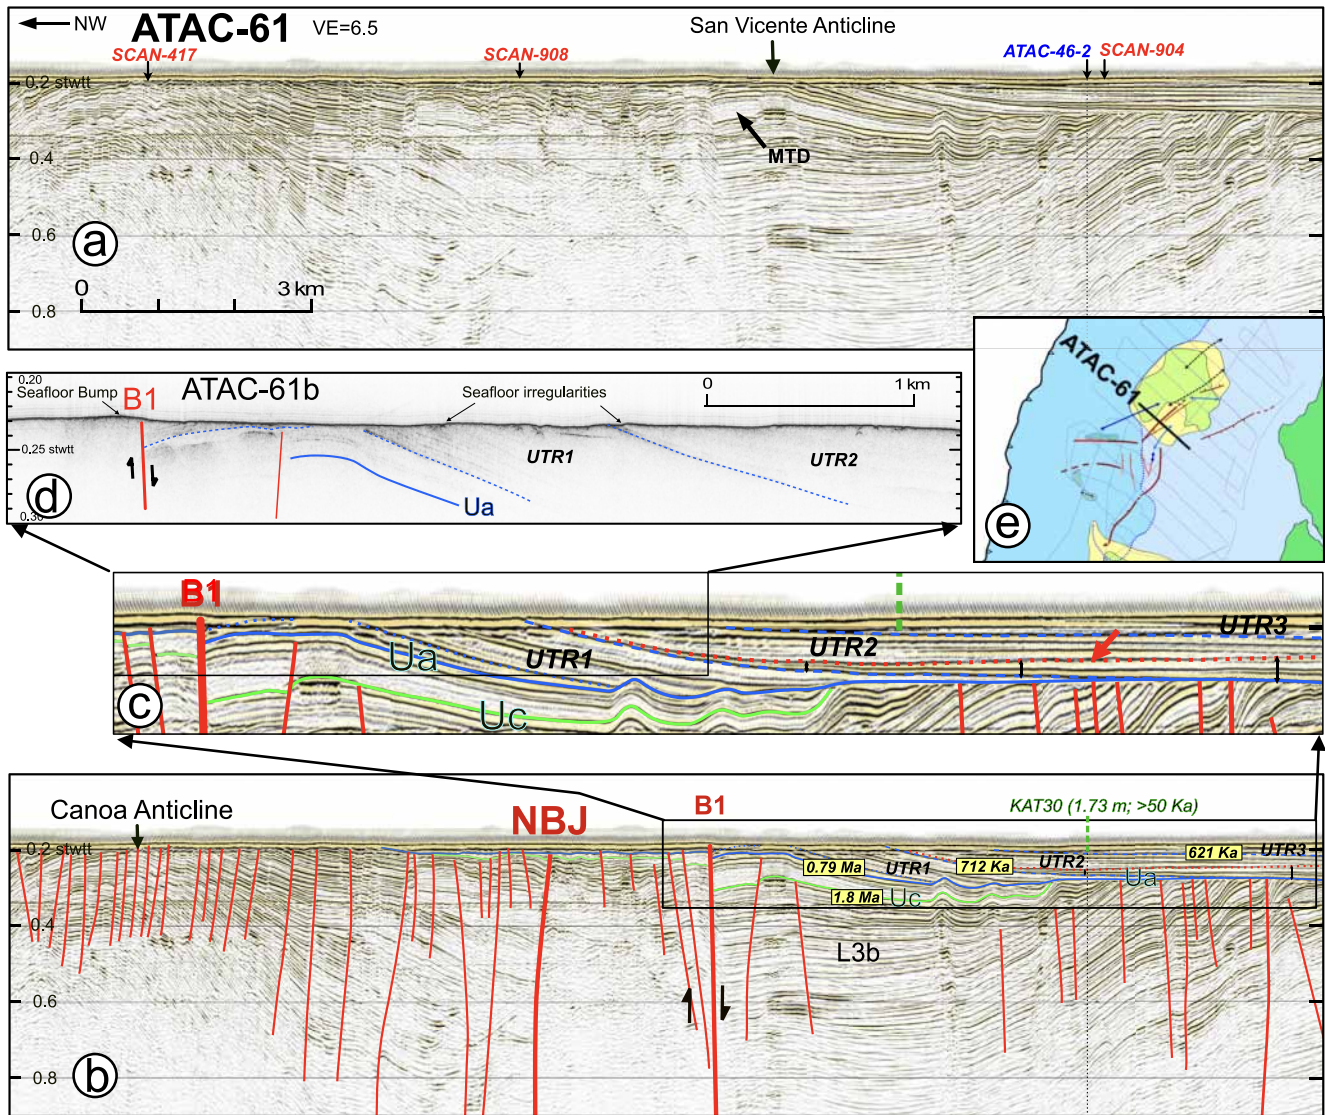 NW ATAC-61 VE=6.5
San Vicente Anticline
SCAN-417
SCAN-908
ATAC-46-2 SCAN-904
0.2 stwtt
MTD
0.4
0.6
a
0 3 km
0.8
ATAC-61
e
0.20
Seafloor Bump
B1
ATAC-61b
Seafloor irregularities
0 1 km
0.25 stwtt
UTR1
UTR2
d
Ua
0.30
B1
UTR3
UTR2
Ua
UTR1
c
Uc
Canoa Anticline
NBJ
B1
KAT30 (1.73 m; >50 Ka)
0.2 stwtt
621 Ka
UTR3
0.79 Ma
UTR1
712 Ka
UTR2
Ua
1.8 Ma
Uc
0.4
L3b
0.6
b
0.8